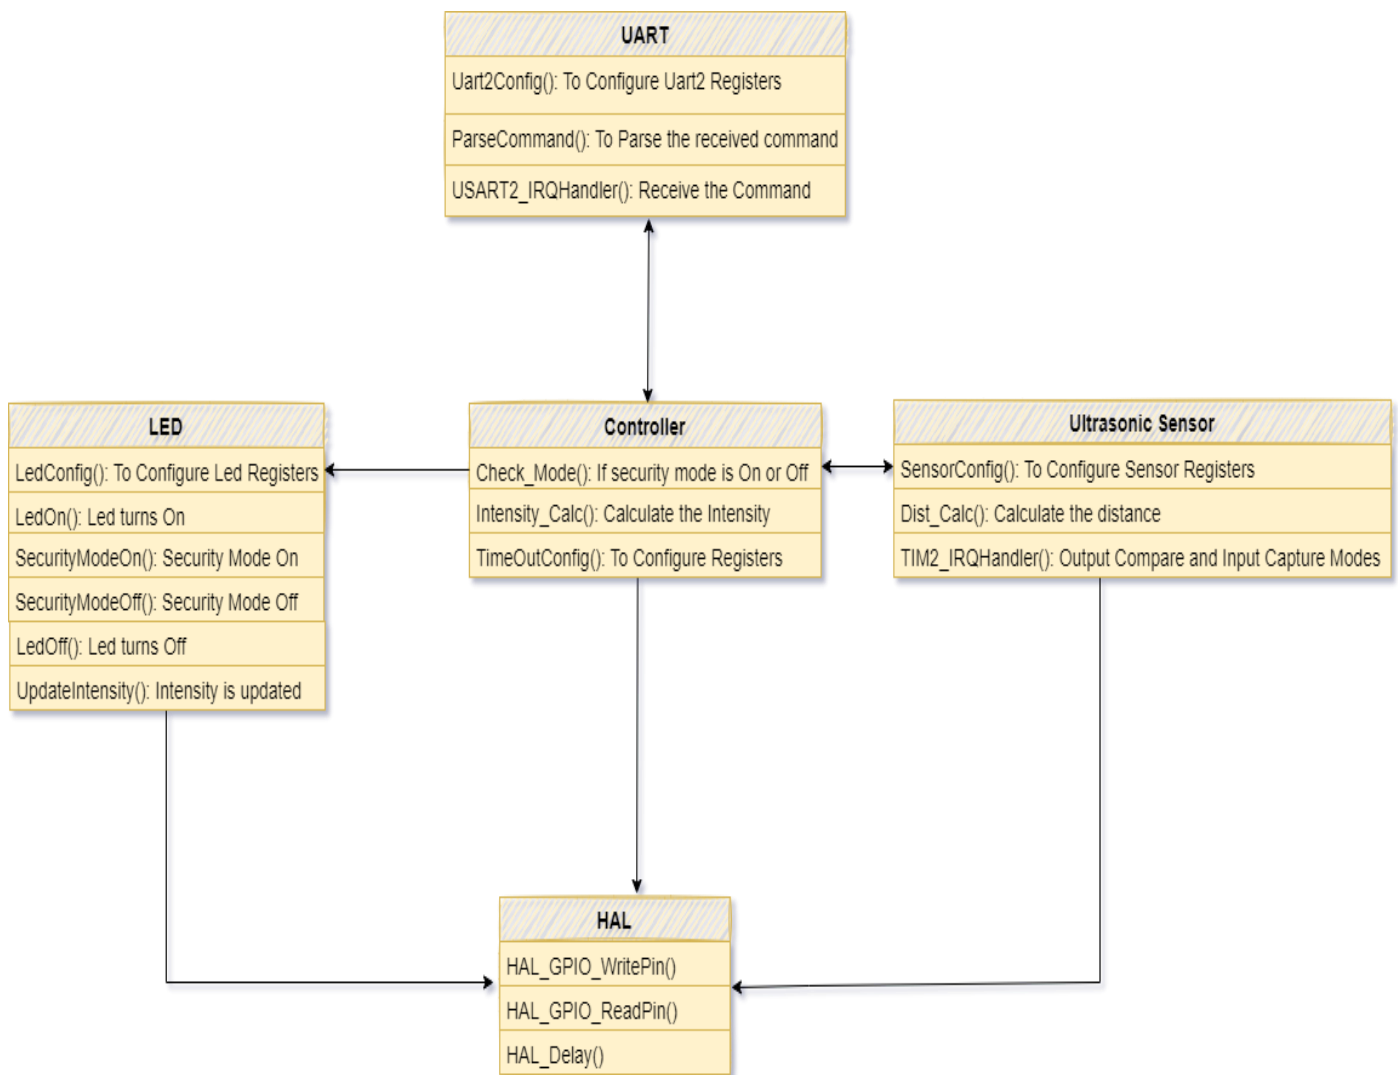 UART
Uart2Config(): To Configure Uart2 Registers
ParseCommand(): To Parse the received command
USART2_IRQHandler(): Receive the Command
LED
LedConfig(): To Configure Led Registers
LedOn(): Led turns On
SecurityModeOn(): Security Mode On
SecurityModeOff(): Security Mode Off
LedOff(): Led turns Off
UpdateIntensity(): Intensity is updated
Controller
Check_Mode(): If security mode is On or Off
Intensity_Calc(): Calculate the Intensity
TimeOutConfig(): To Configure Registers
Ultrasonic Sensor
SensorConfig(): To Configure Sensor Registers
Dist_Calc(): Calculate the distance
TIM2_IRQHandler(): Output Compare and Input Capture Modes
HAL
HAL_GPIO_WritePin()
HAL_GPIO_ReadPin()
HAL_Delay()